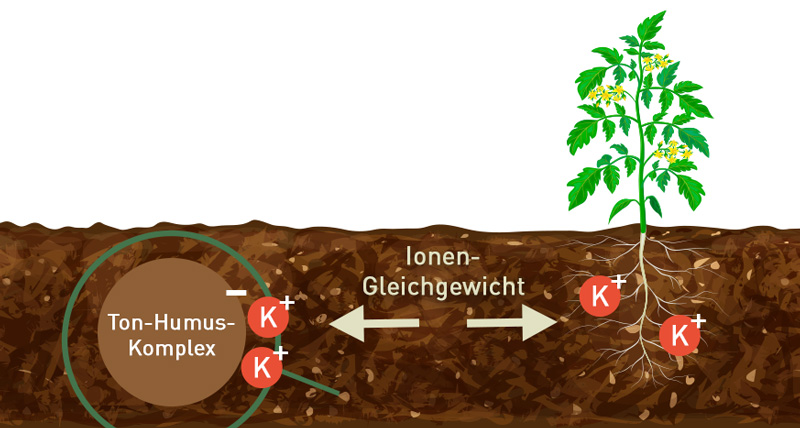 Ionen-
Gleichgewicht
Ton-Humus-
Komplex
−
K+
K+
K+
K+